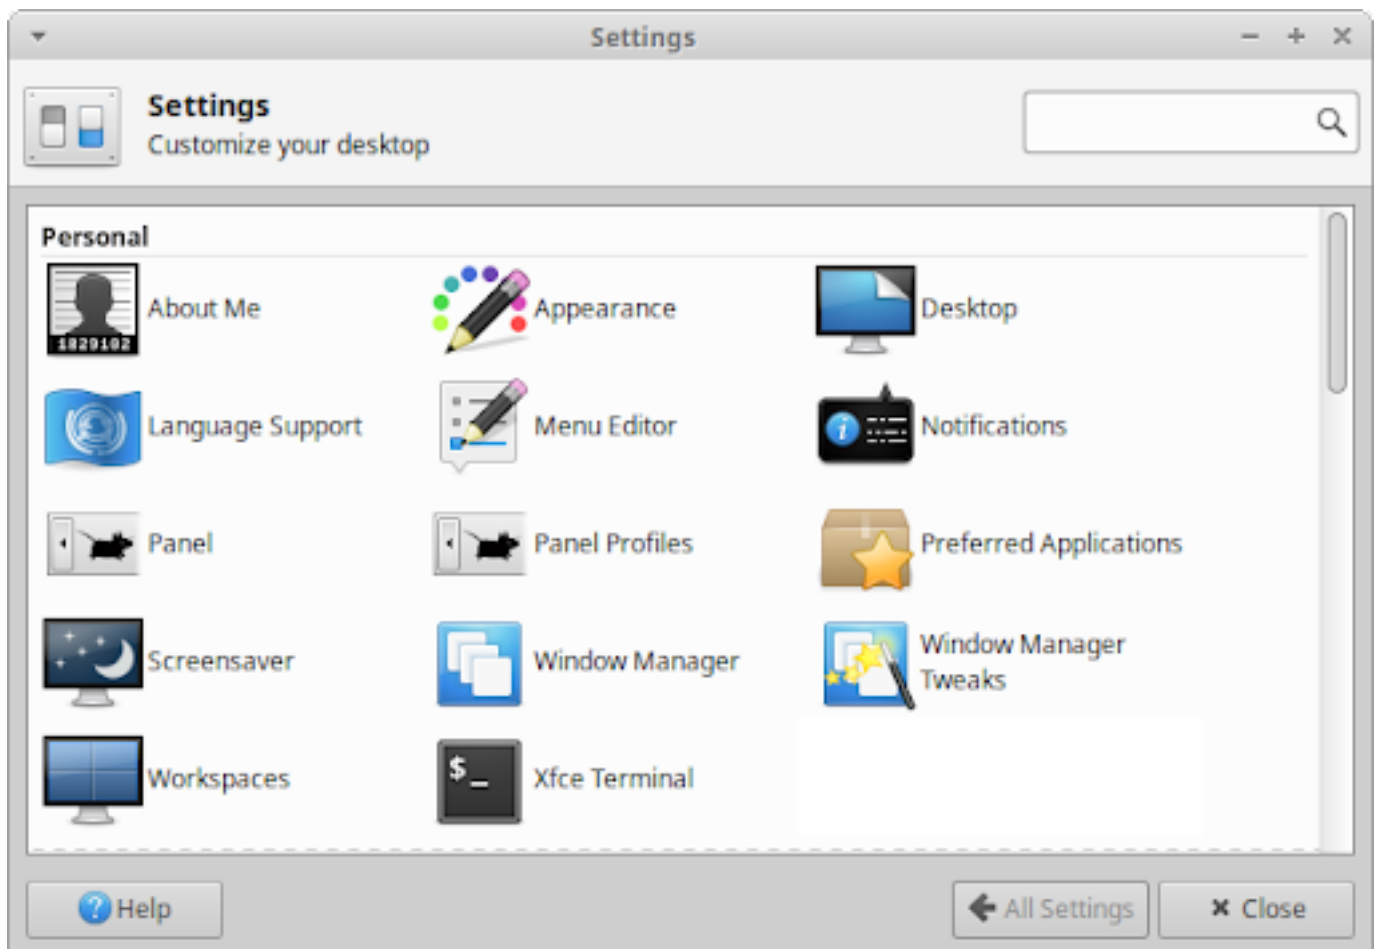 Settings
Settings
Customize your desktop
Personal
About Me
1829102
Appearance
Desktop
Language Support
Menu Editor
Notifications
Panel
Panel Profiles
Preferred Applications
Screensaver
Window Manager
Window Manager
Tweaks
Workspaces
$_
Xfce Terminal
Help
All Settings
Close